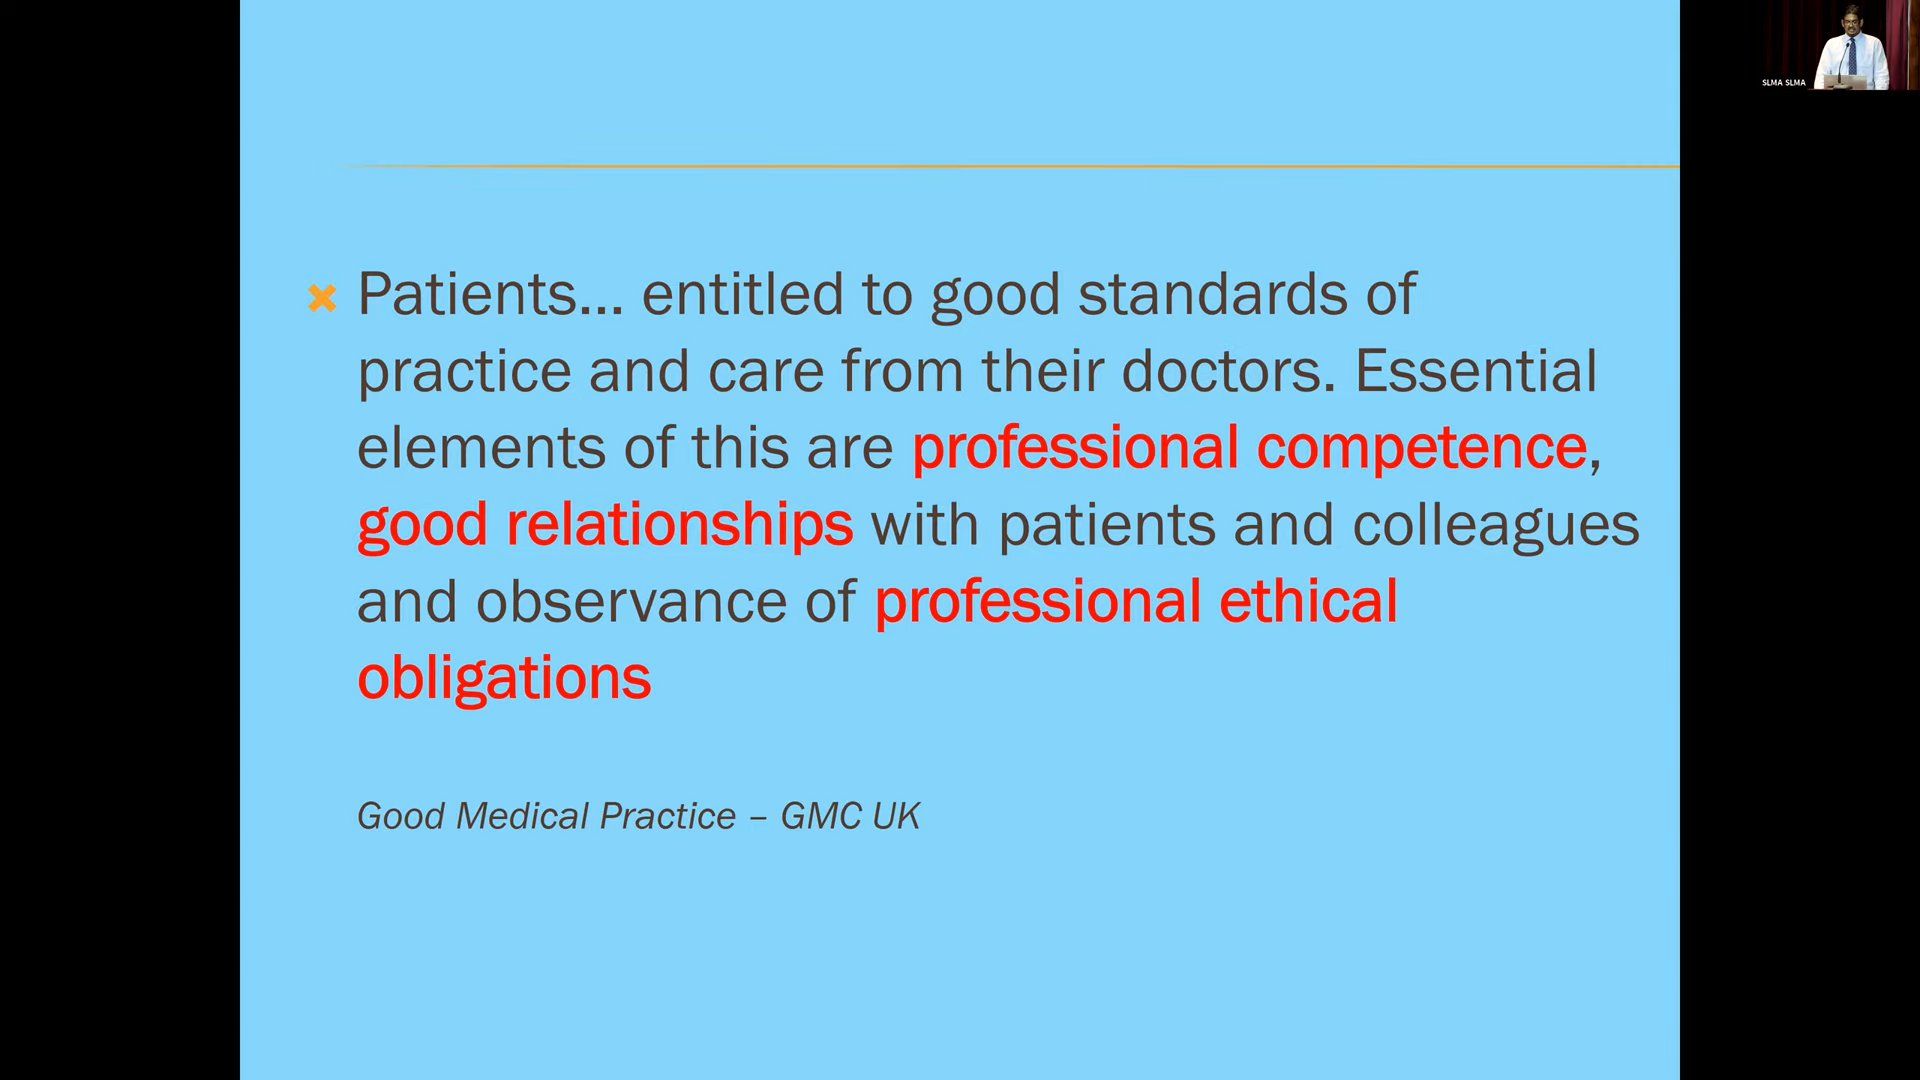 SLMA SLMA
Patients... entitled to good standards of
practice and care from their doctors. Essential
elements of this are professional competence,
good relationships with patients and colleagues
and observance of professional ethical
obligations
Good Medical Practice – GMC UK